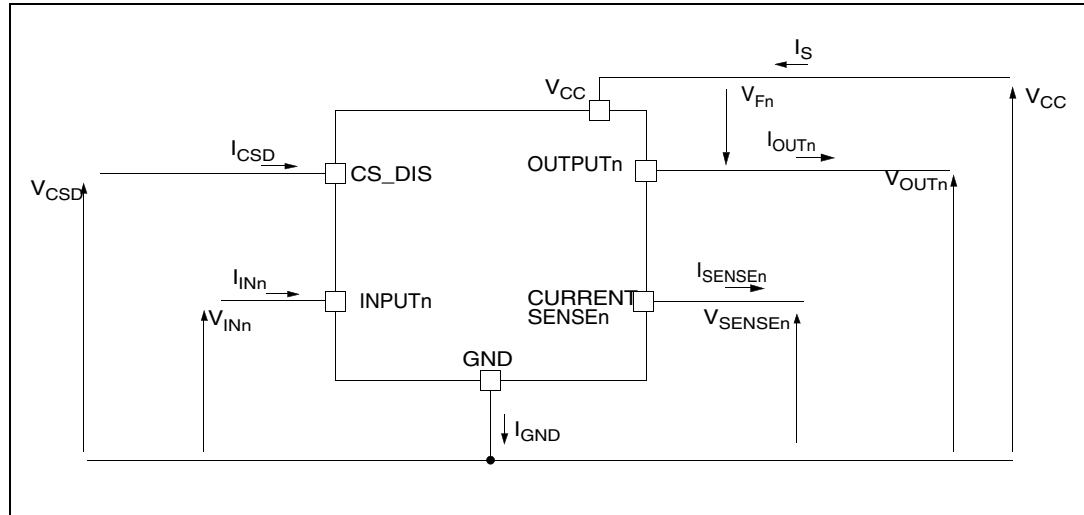 I_S
V_CC
V_Fn
V_CC
I_CSD
I_OUTn
OUTPUTn
CS_DIS
V_CSD
V_OUTn
I_INn
I_SENSEn
INPUTn
CURRENT
SENSEn
V_INn
V_SENSEn
GND
I_GND